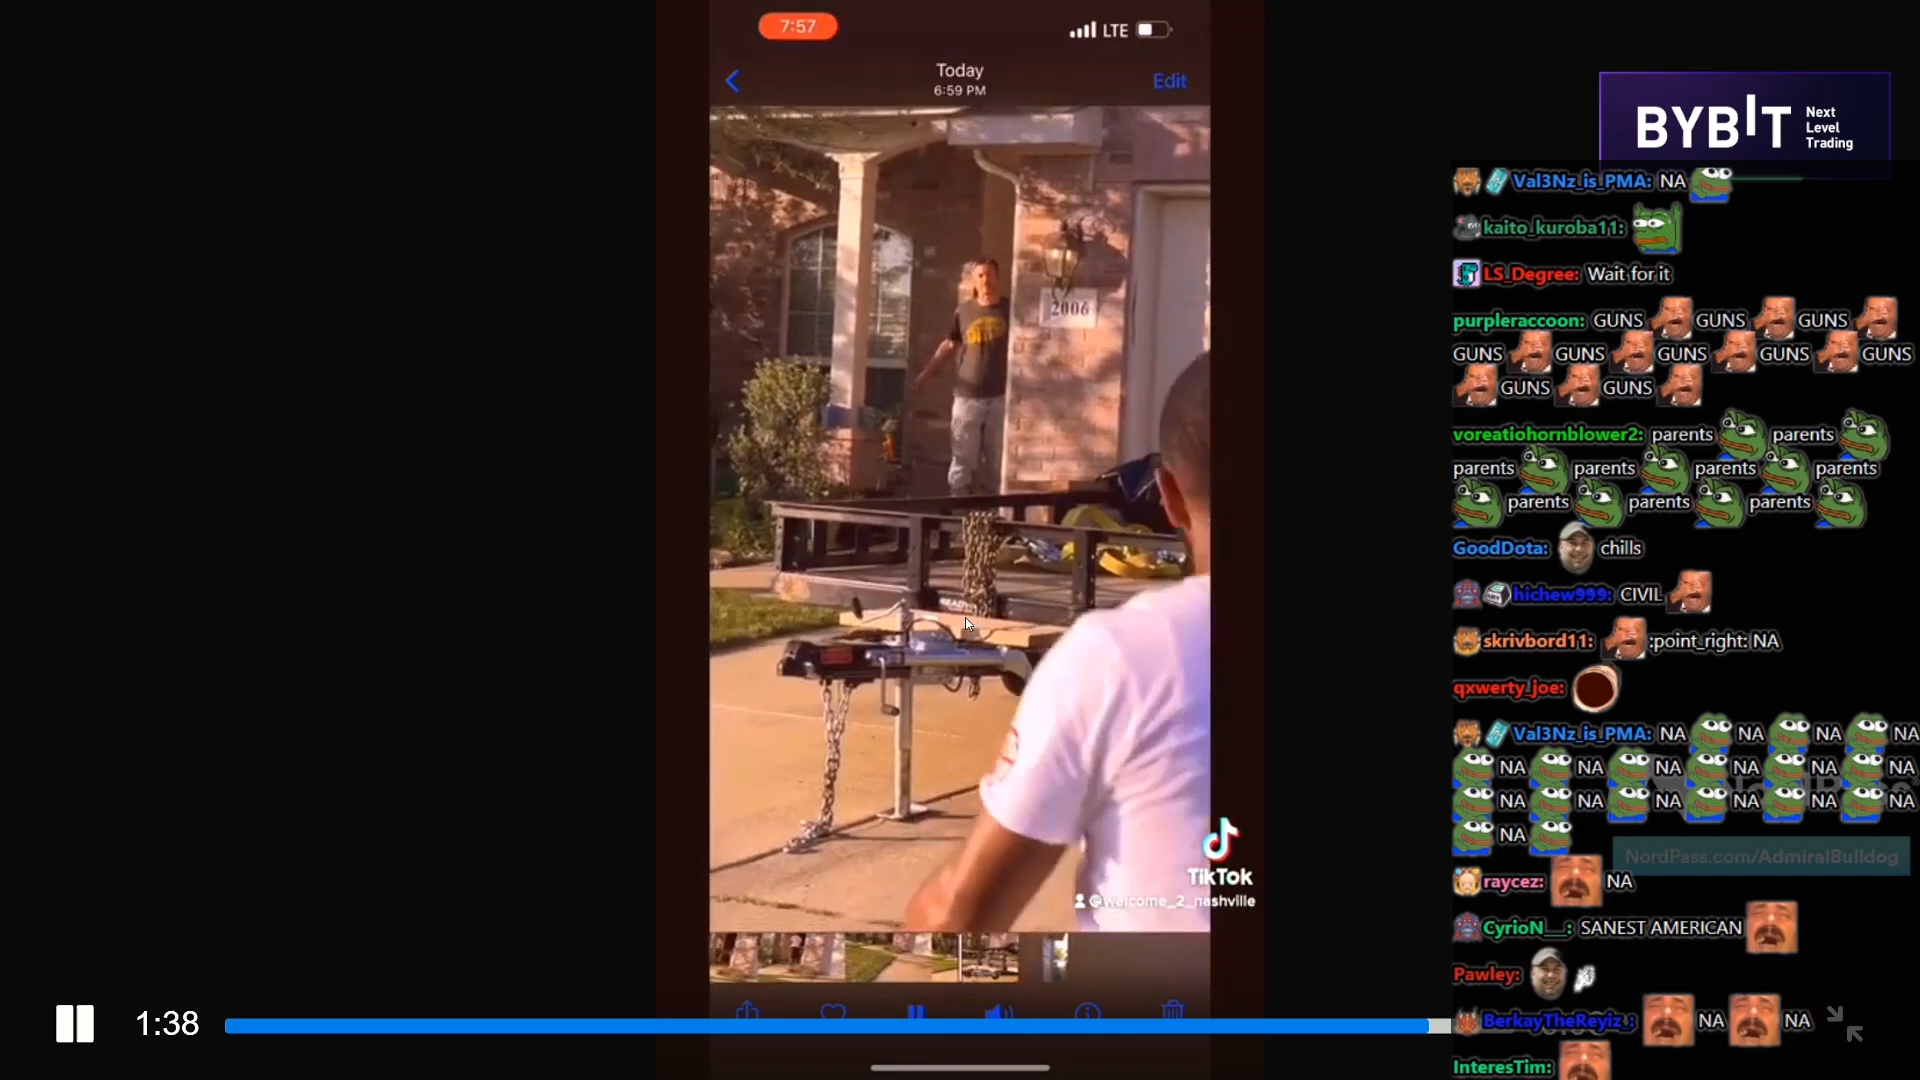 7:57
LTE
Today
6:59 PM
Edit
2006
TikTok
@welcome_2_nashville
1:38
BYBIT
Next
Level
Trading
Val3Nz_is_PMA: NA
kaito_kuroba11:
LS_Degree: Wait for it
purpleraccoon: GUNS GUNS GUNS
GUNS GUNS GUNS GUNS GUNS
GUNS GUNS
voreatiohornblower2: parents parents
parents parents parents parents
parents parents parents
GoodDota: chills
hichew999: CIVIL
skrivbord11: :point_right: NA
qxwerty_joe:
Val3Nz_is_PMA: NA NA NA NA
NA NA NA NA NA NA
NA NA NA NA NA NA
NA
NordPass.com/AdmiralBulldog
raycez: NA
CyrioN__: SANEST AMERICAN
Pawley:
BerkayTheReyiz: NA NA
InteresTim: